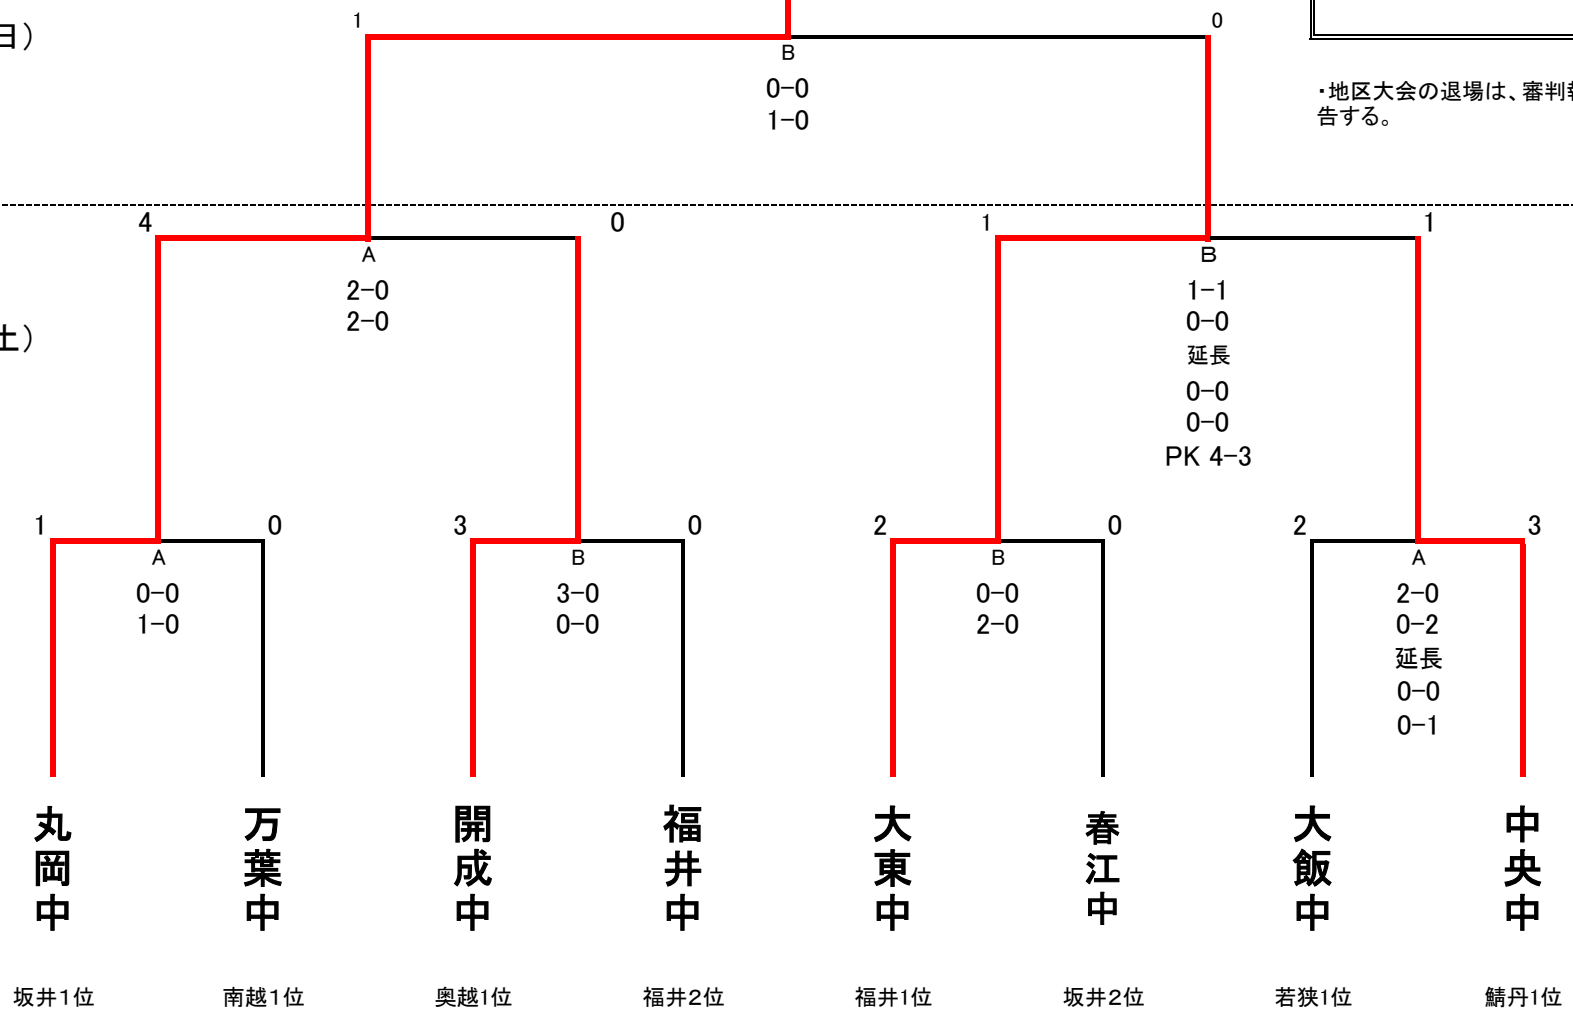 1
0
日)
B
0-0
1-0
・地区大会の退場は、審判報
告する。
4
0
1
1
A
B
2-0
2-0
1-1
0-0
土)
延長
0-0
0-0
PK 4-3
1
0
3
0
2
0
2
3
A
B
B
A
0-0
1-0
3-0
0-0
0-0
2-0
2-0
0-2
延長
0-0
0-1
丸岡中
万葉中
開成中
福井中
大東中
春江中
大飯中
中央中
坂井1位
南越1位
奥越1位
福井2位
福井1位
坂井2位
若狭1位
鯖丹1位